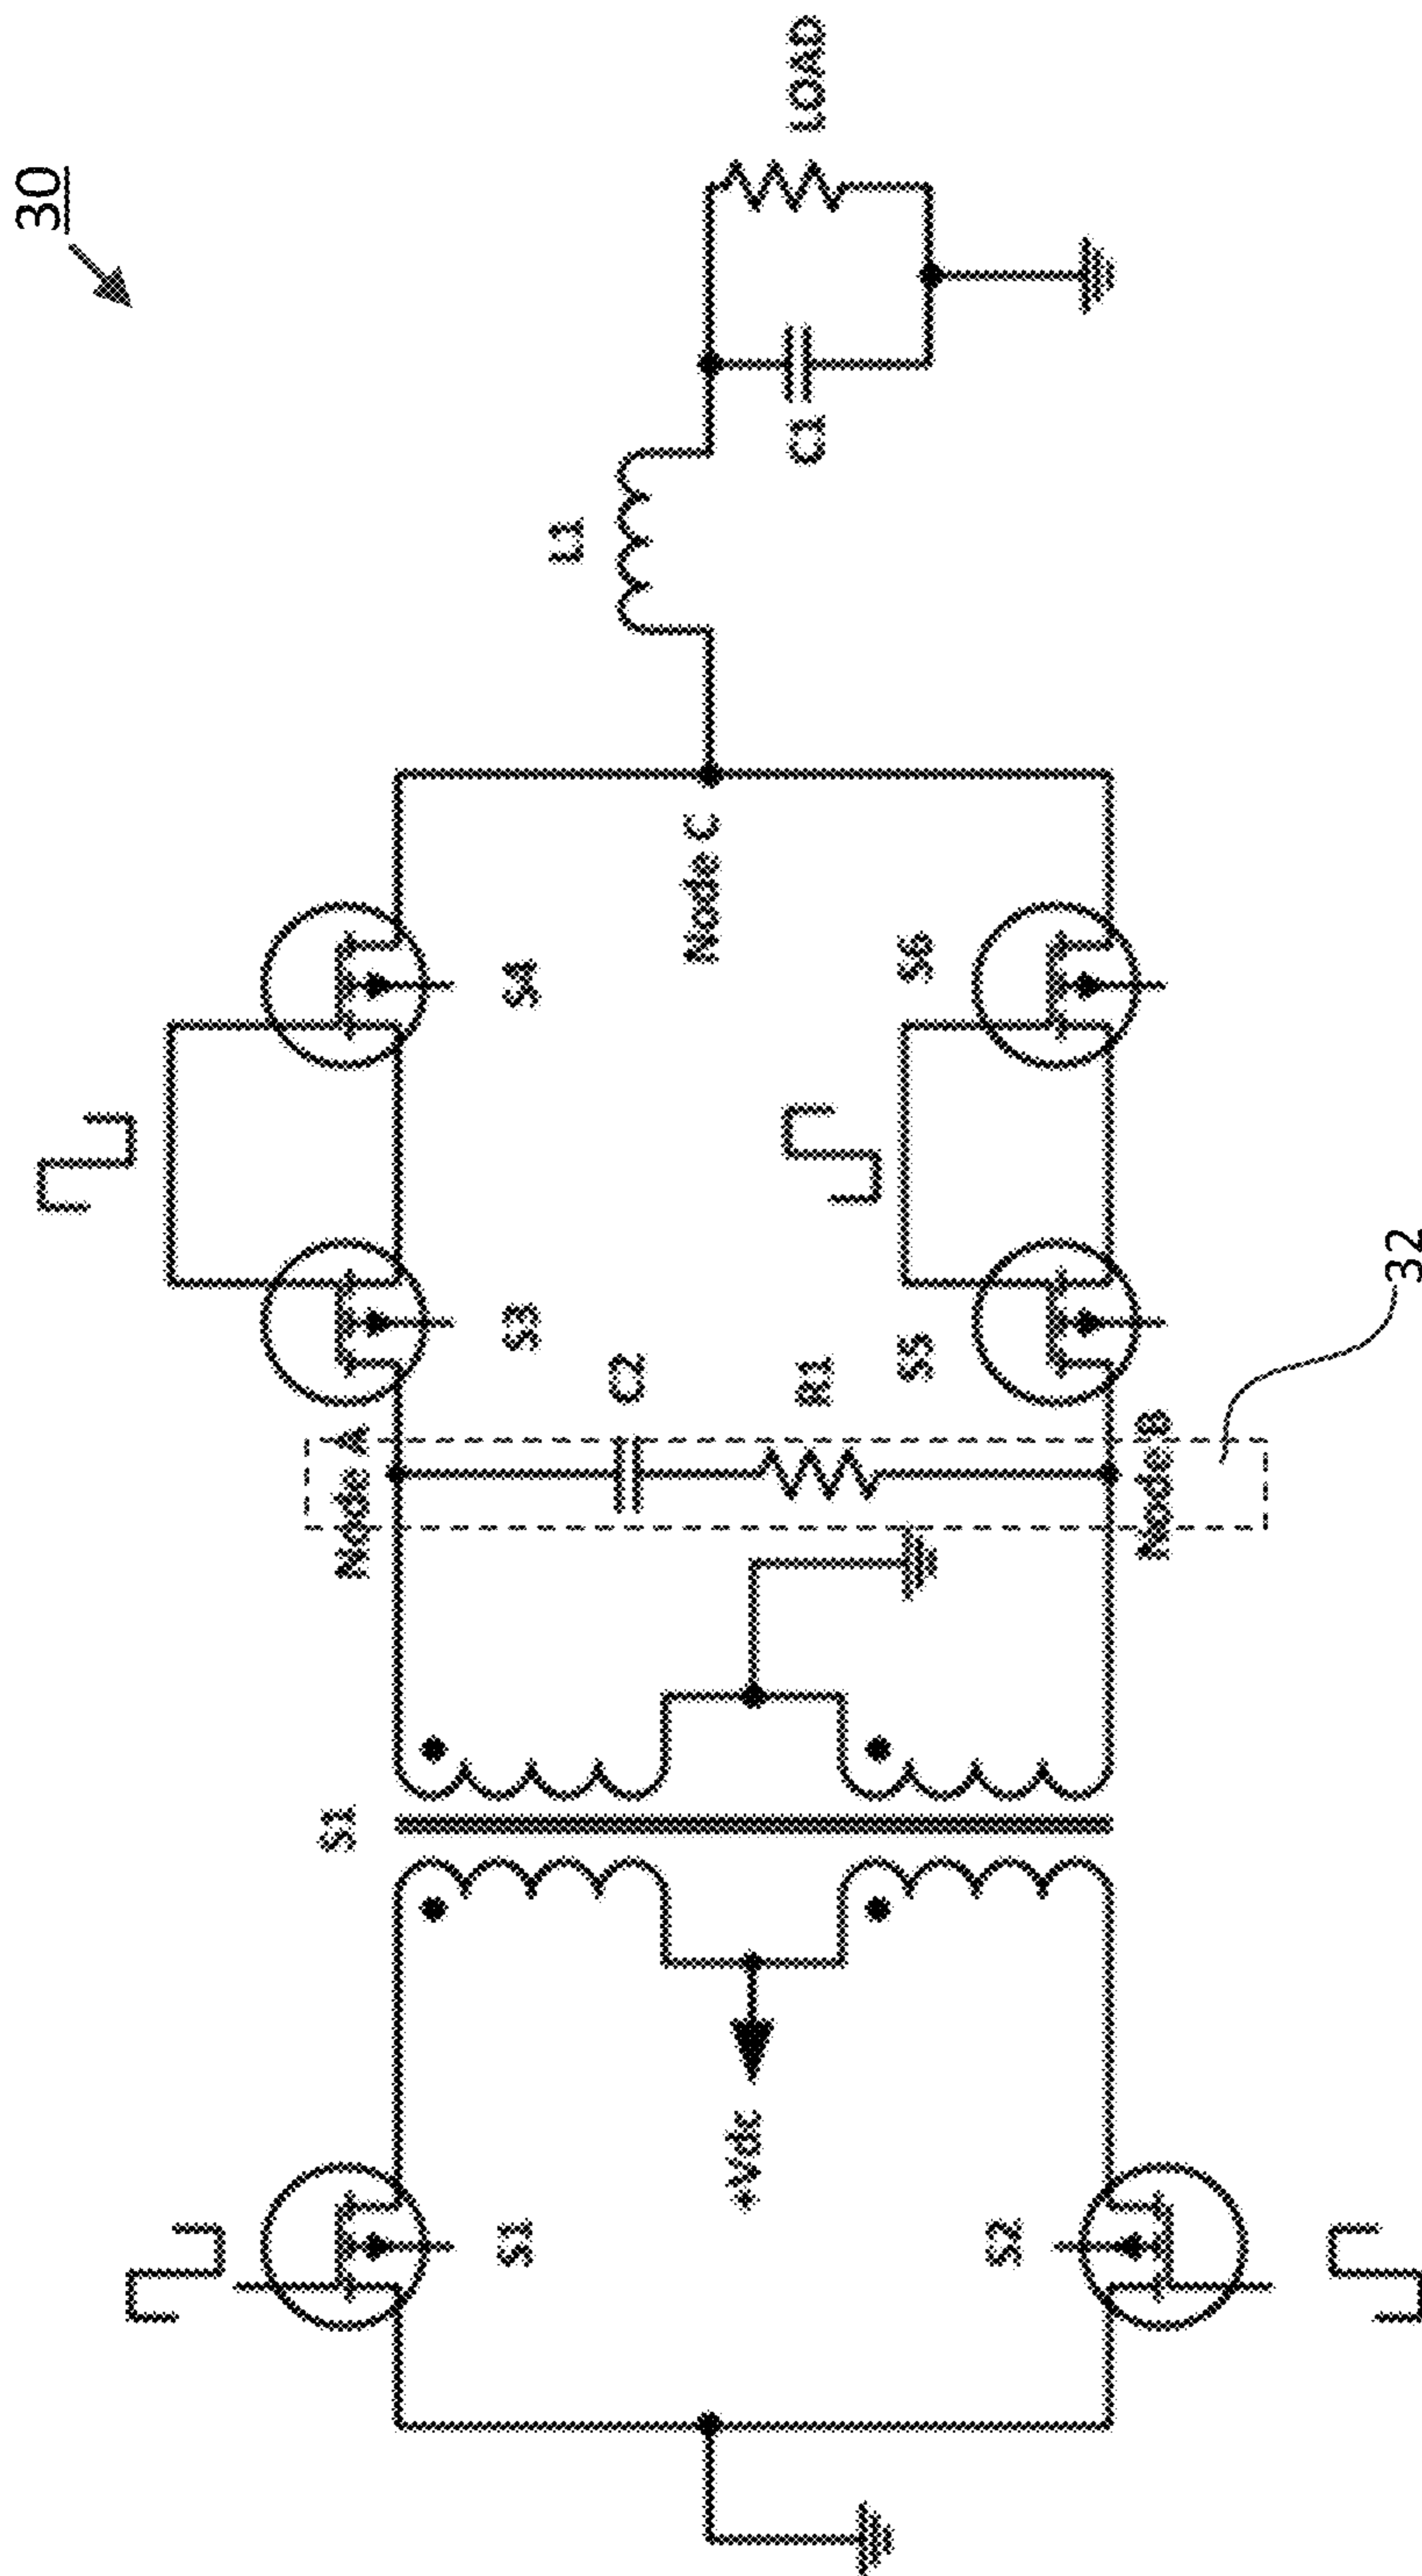 30
S1
Node A
S3
S4
L1
C2
LOAD
S1
+Vdc
R1
Node C
C1
S2
S5
S6
Node B
32